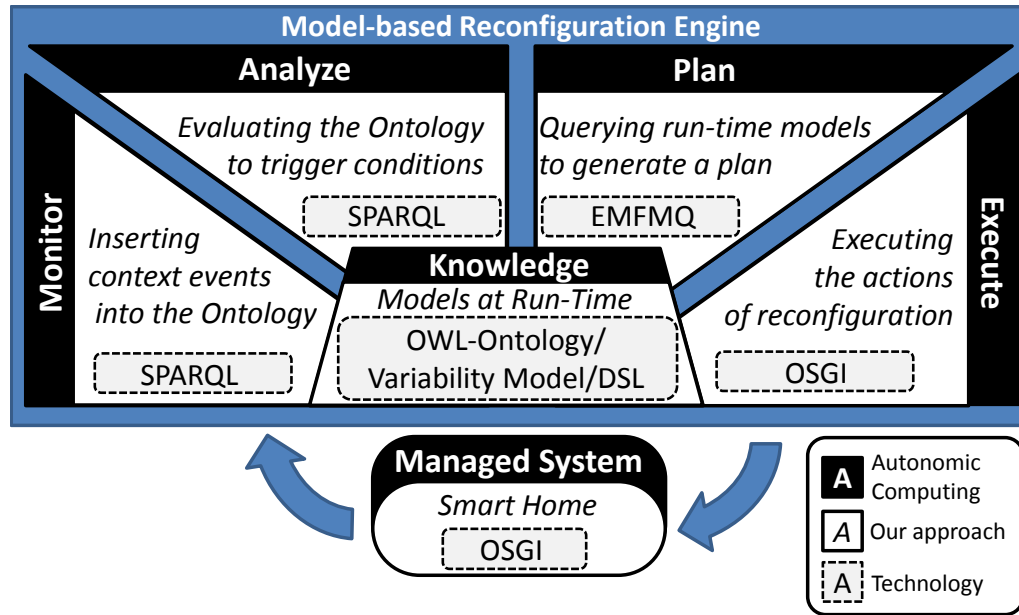 Model-based Reconfiguration Engine
Analyze
Evaluating the Ontology
to trigger conditions
SPARQL
Plan
Querying run-time models
to generate a plan
EMFMQ
Monitor
Inserting
context events
into the Ontology
SPARQL
Knowledge
Models at Run-Time
OWL-Ontology/
Variability Model/DSL
Execute
Executing
the actions
of reconfiguration
OSGI
Managed System
Smart Home
OSGI
A Autonomic
Computing
A Our approach
A Technology